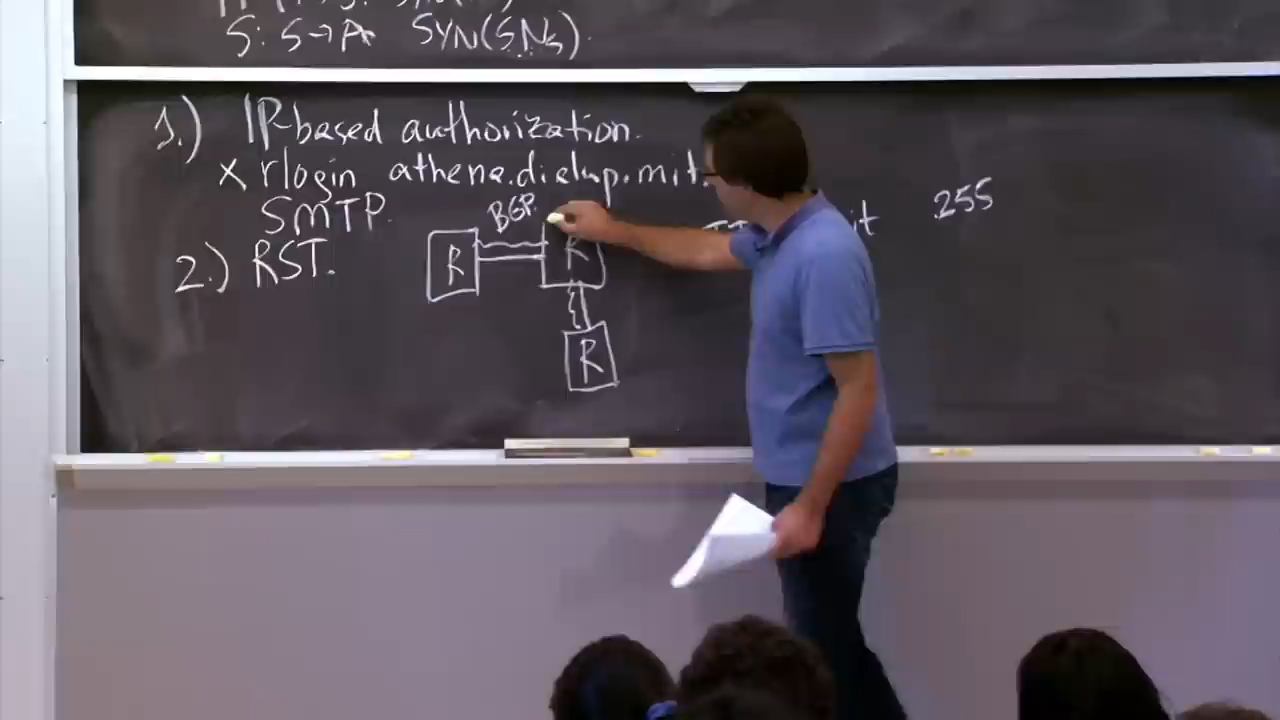 S: S→A SYN(SNs).
1.) IP-based authorization.
x rlogin athena.dialup.mit.
SMTP. BGP. 255
2.) RST. R R
R